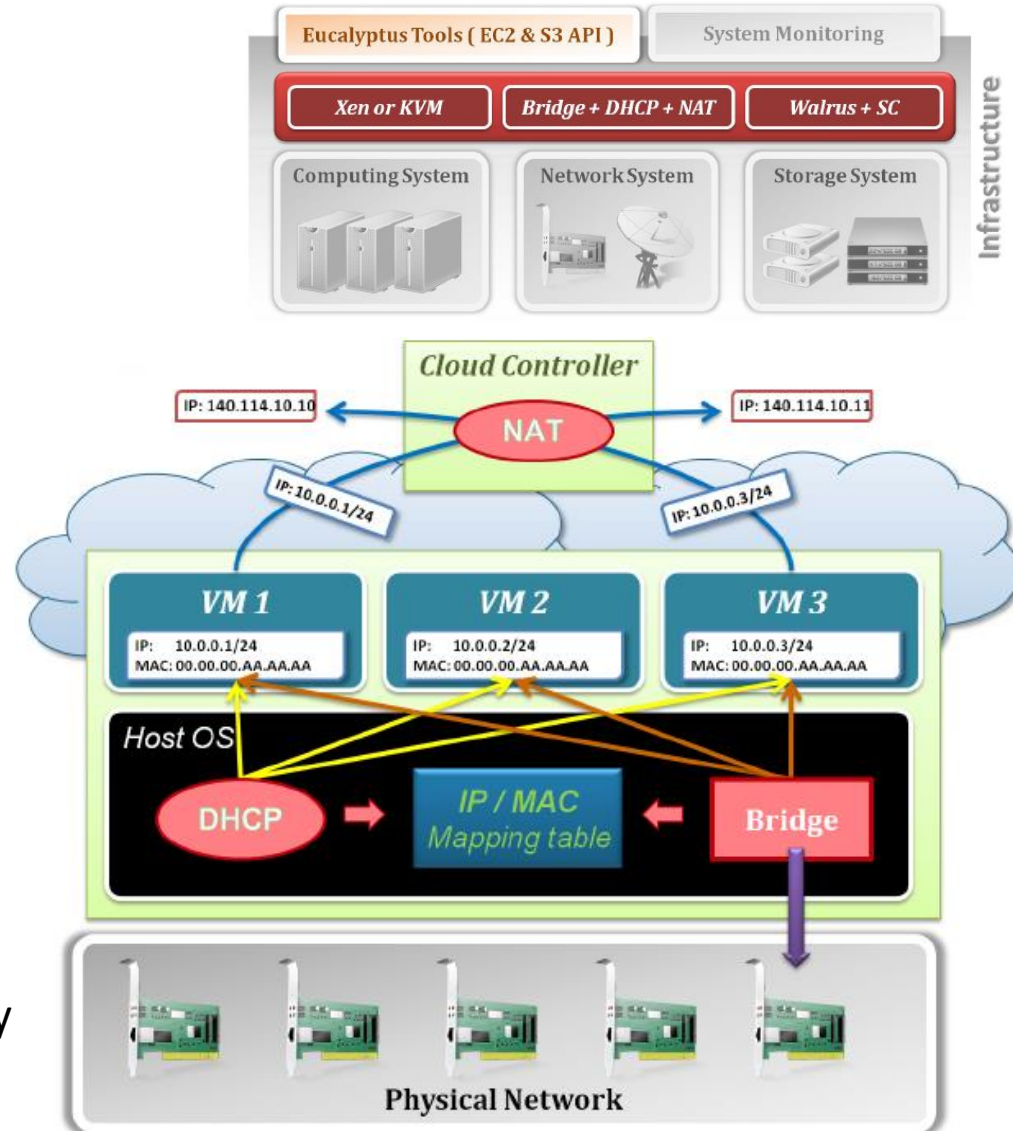 Eucalyptus Tools ( EC2 & S3 API )
System Monitoring
Xen or KVM
Bridge + DHCP + NAT
Walrus + SC
Computing System
Network System
Storage System
Infrastructure
Cloud Controller
NAT
IP: 140.114.10.10
IP: 140.114.10.11
IP: 10.0.0.1/24
IP: 10.0.0.3/24
VM 1
IP: 10.0.0.1/24
MAC: 00.00.00.AA.AA.AA
VM 2
IP: 10.0.0.2/24
MAC: 00.00.00.AA.AA.AA
VM 3
IP: 10.0.0.3/24
MAC: 00.00.00.AA.AA.AA
Host OS
DHCP
IP / MAC
Mapping table
Bridge
y
Physical Network